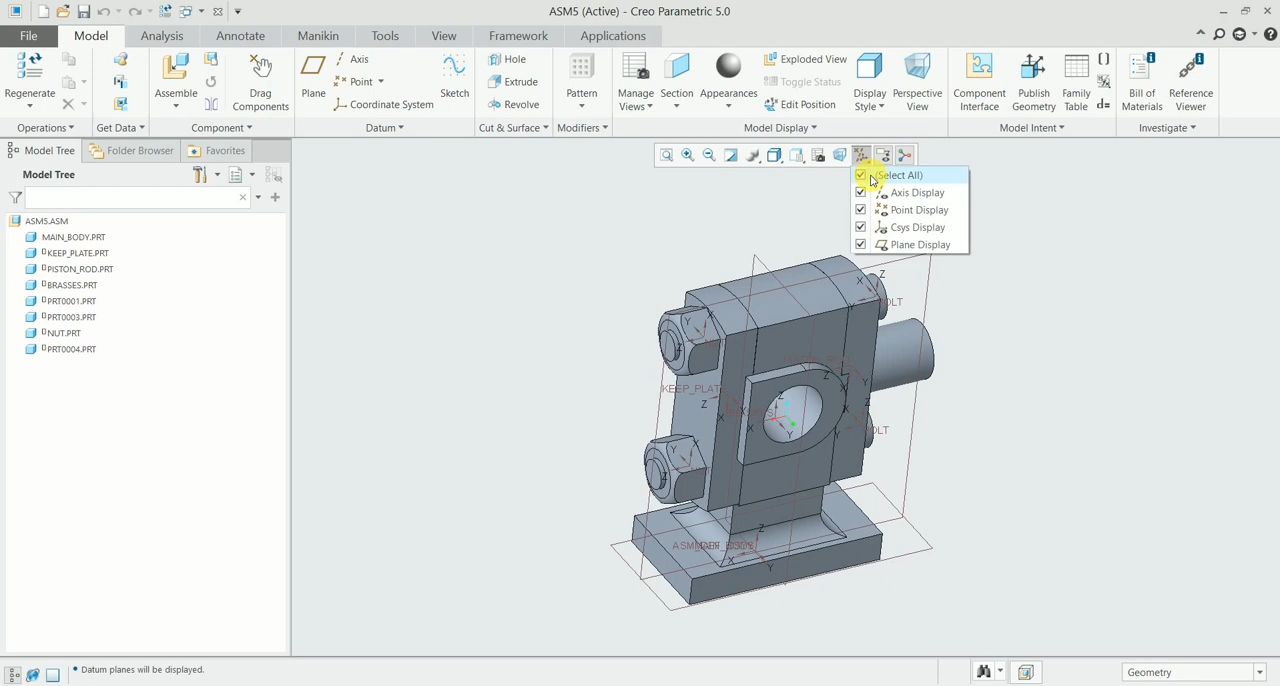 ASM5 (Active) - Creo Parametric 5.0
File Model Analysis Annotate Manikin Tools View Framework Applications
Regenerate
Operations
Get Data
Assemble
Drag
Components
Component
Plane
Axis
Point
Coordinate System
Sketch
Datum
Hole
Extrude
Revolve
Cut & Surface
Pattern
Modifiers
Manage
Views
Section
Appearances
Exploded View
Toggle Status
Edit Position
Display
Style
Perspective
View
Model Display
Component
Interface
Publish
Geometry
Family
Table
Model Intent
Bill of
Materials
Reference
Viewer
Investigate
Model Tree Folder Browser Favorites
Model Tree
ASM5.ASM
MAIN_BODY.PRT
KEEP_PLATE.PRT
PISTON_ROD.PRT
BRASSES.PRT
PRT0001.PRT
PRT0003.PRT
NUT.PRT
PRT0004.PRT
(Select All)
Axis Display
Point Display
Csys Display
Plane Display
X Z
Y
Y X
Z
KEEP_PLAT
Z
X
Z
Y
X
Z
Y
X
Y X
Z
Z
X
Y
Datum planes will be displayed.
Geometry